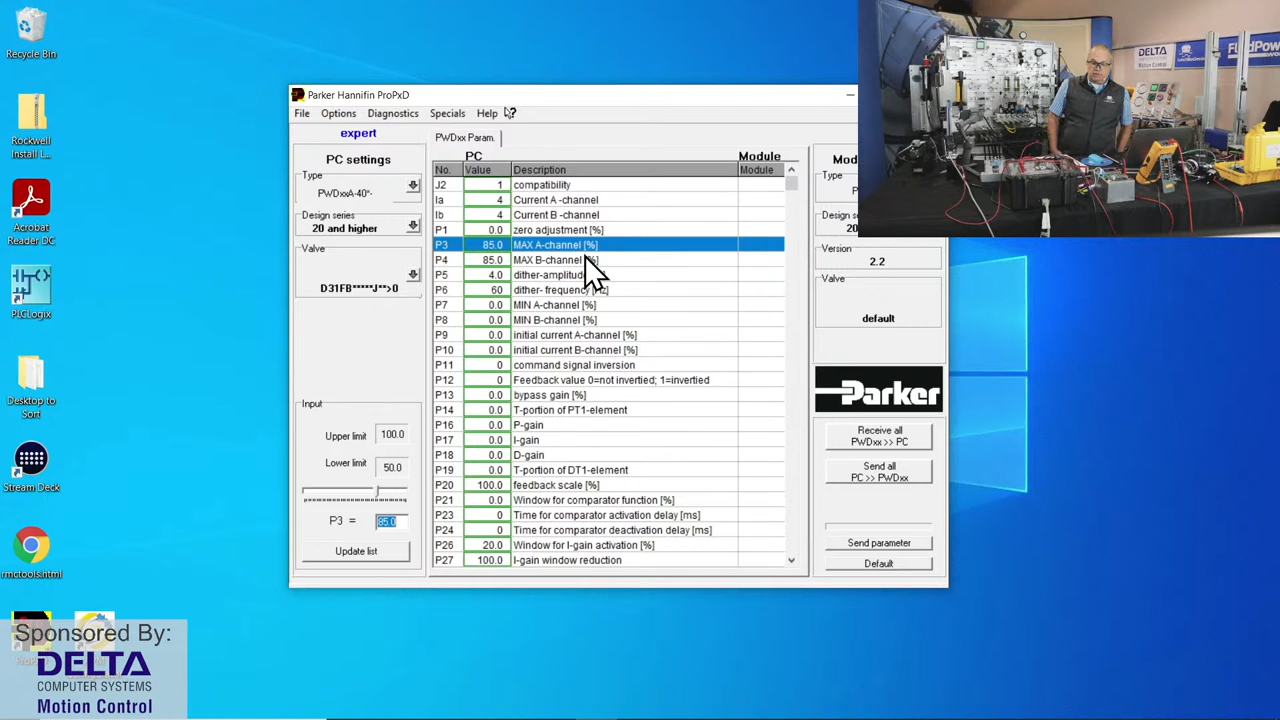 Recycle Bin
Rockwell
Install L...
Acrobat
Reader DC
PLCLogix
Desktop to
Sort
Stream Deck
rmctools.html
Parker Hannifin ProPxD
File Options Diagnostics Specials Help
expert
PC settings
Type
PWDxxA-40*-
Design series
20 and higher
Valve
D31FB*****J**>0
Input
Upper limit 100.0
Lower limit 50.0
P3 = 85.0
Update list
PWDxx Param.
PC Module
No. Value Description Module
J2 1 compatibility
Ia 4 Current A -channel
Ib 4 Current B -channel
P1 0.0 zero adjustment [%]
P3 85.0 MAX A-channel [%]
P4 85.0 MAX B-channel [%]
P5 4.0 dither-amplitude
P6 60 dither- frequency [Hz]
P7 0.0 MIN A-channel [%]
P8 0.0 MIN B-channel [%]
P9 0.0 initial current A-channel [%]
P10 0.0 initial current B-channel [%]
P11 0 command signal inversion
P12 0 Feedback value 0=not invertied; 1=invertied
P13 0.0 bypass gain [%]
P14 0.0 T-portion of PT1-element
P16 0.0 P-gain
P17 0.0 I-gain
P18 0.0 D-gain
P19 0.0 T-portion of DT1-element
P20 100.0 feedback scale [%]
P21 0.0 Window for comparator function [%]
P23 0 Time for comparator activation delay [ms]
P24 0 Time for comparator deactivation delay [ms]
P26 20.0 Window for I-gain activation [%]
P27 100.0 I-gain window reduction
Version
2.2
Valve
default
Parker
Receive all
PWDxx >> PC
Send all
PC >> PWDxx
Send parameter
Default
DELTA
Motion Control
Sponsored By:
DELTA
COMPUTER SYSTEMS
Motion Control